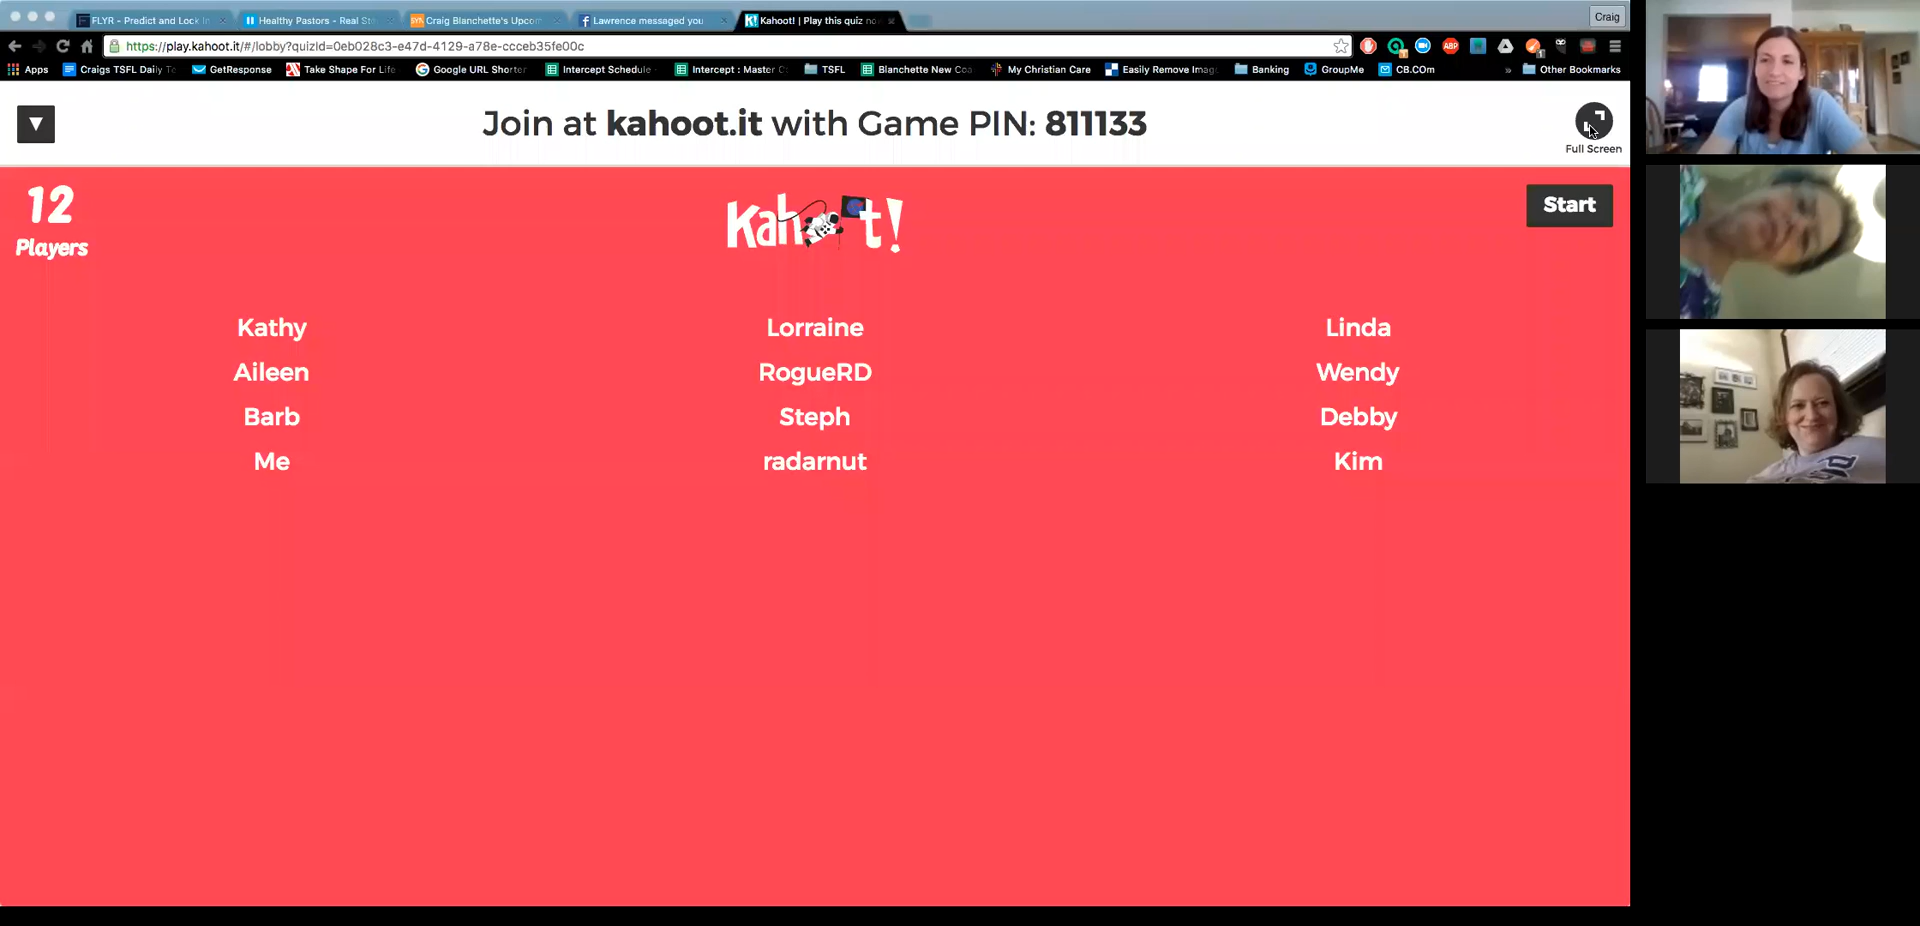 FLYR - Predict and Lock In
Healthy Pastors - Real St
Craig Blanchette's Upcom
Lawrence messaged you
Kahoot! | Play this quiz no
Craig
https://play.kahoot.it/#/lobby?quizId=0eb028c3-e47d-4129-a78e-cccceb35fe00c
Apps Craigs TSFL Daily T GetResponse Take Shape For Life Google URL Shorte Intercept Schedule Intercept : Master C TSFL Blanchette New Coa My Christian Care Easily Remove Imag Banking GroupMe CB.COm » Other Bookmarks
Join at kahoot.it with Game PIN: 811133
Full Screen
12
Players
Kahoot!
Start
Kathy Lorraine Linda
Aileen RogueRD Wendy
Barb Steph Debby
Me radarnut Kim